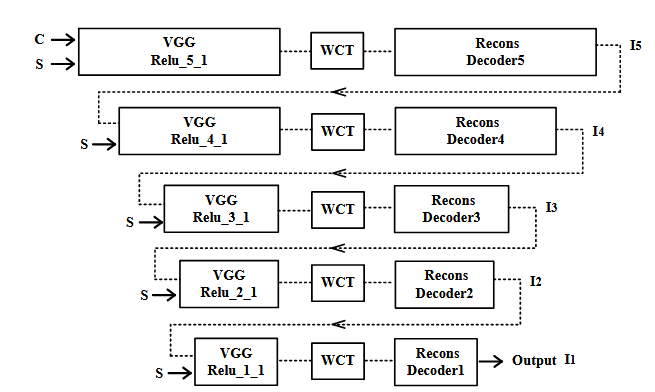 C
S
VGG
Relu_5_1
WCT
Recons
Decoder5
I5
S
VGG
Relu_4_1
WCT
Recons
Decoder4
I4
S
VGG
Relu_3_1
WCT
Recons
Decoder3
I3
S
VGG
Relu_2_1
WCT
Recons
Decoder2
I2
S
VGG
Relu_1_1
WCT
Recons
Decoder1
Output I1